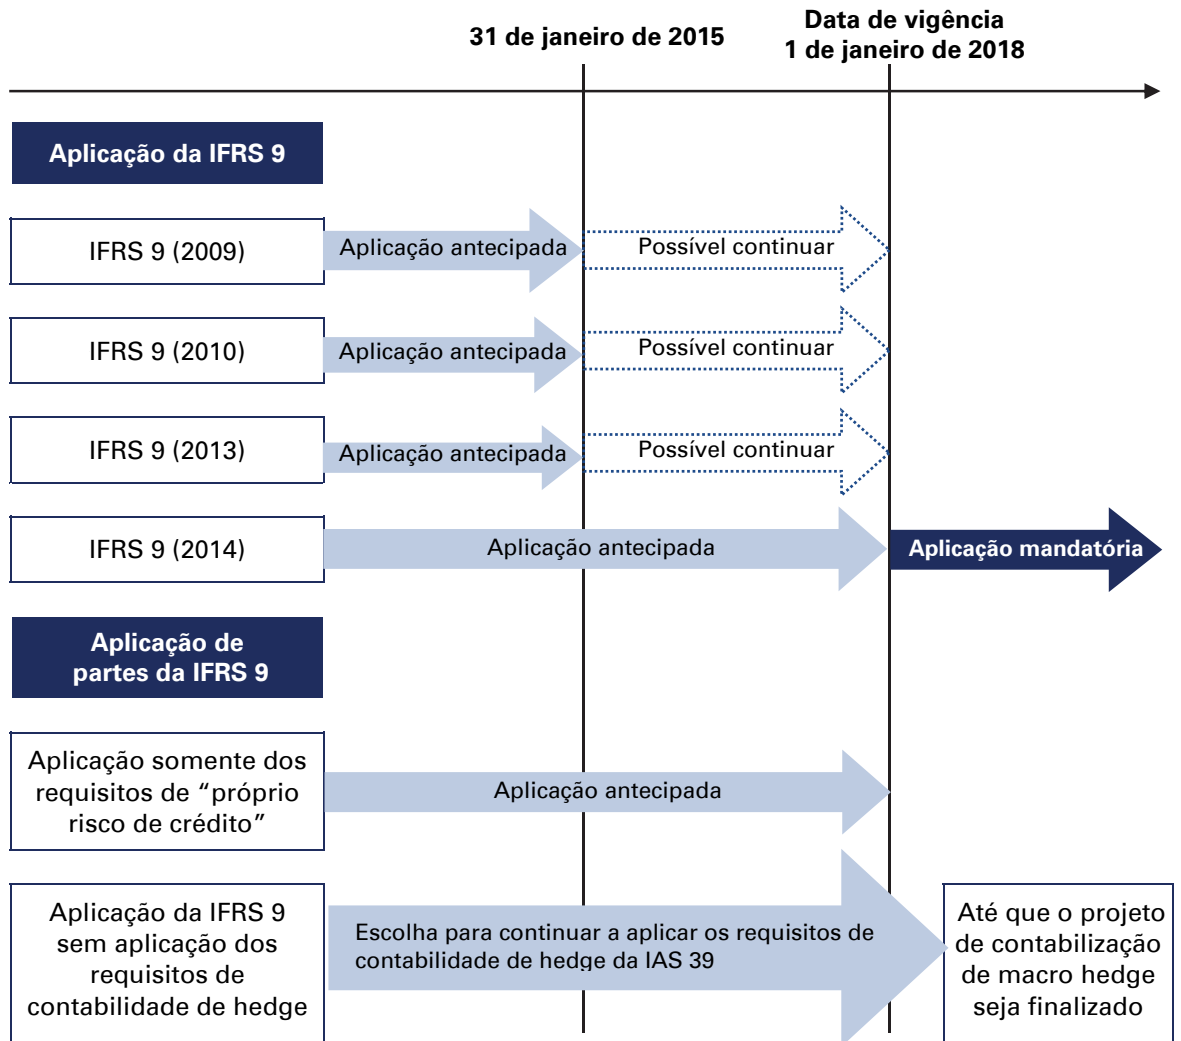 31 de janeiro de 2015
Data de vigência
1 de janeiro de 2018
Aplicação da IFRS 9
IFRS 9 (2009)
Aplicação antecipada
Possível continuar
IFRS 9 (2010)
Aplicação antecipada
Possível continuar
IFRS 9 (2013)
Aplicação antecipada
Possível continuar
IFRS 9 (2014)
Aplicação antecipada
Aplicação mandatória
Aplicação de
partes da IFRS 9
Aplicação somente dos
requisitos de “próprio
risco de crédito”
Aplicação antecipada
Aplicação da IFRS 9
sem aplicação dos
requisitos de
contabilidade de hedge
Escolha para continuar a aplicar os requisitos de
contabilidade de hedge da IAS 39
Até que o projeto
de contabilização
de macro hedge
seja finalizado